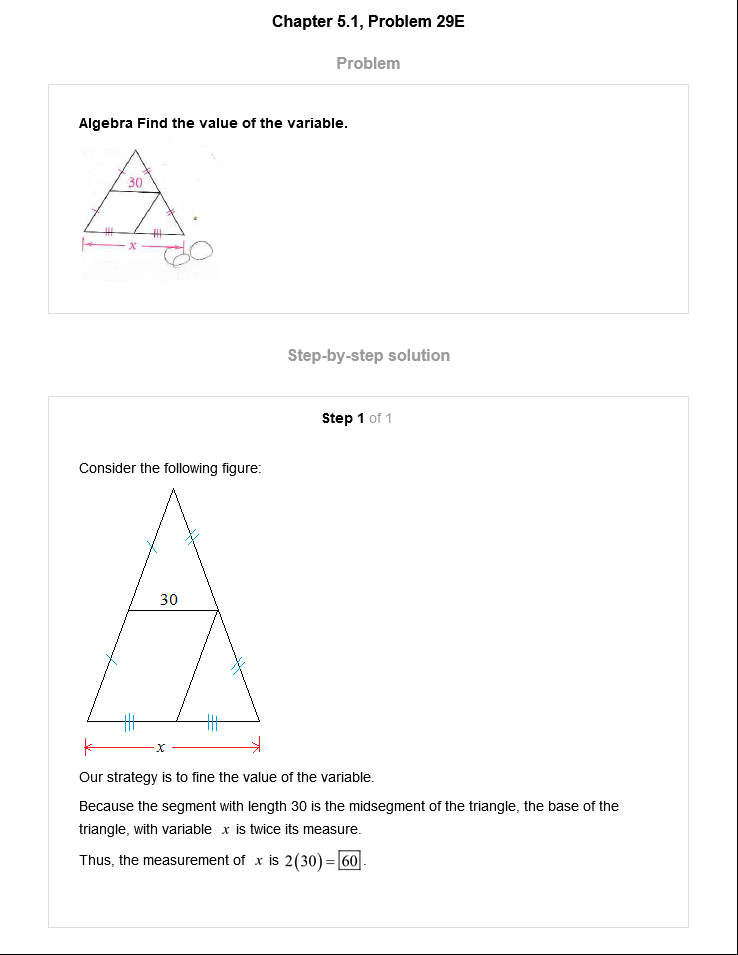 Chapter 5.1, Problem 29E
Problem
Algebra Find the value of the variable.
30
x
60
Step-by-step solution
Step 1 of 1
Consider the following figure:
30
x
Our strategy is to fine the value of the variable.
Because the segment with length 30 is the midsegment of the triangle, the base of the
triangle, with variable x is twice its measure.
Thus, the measurement of x is 2(30)=60.